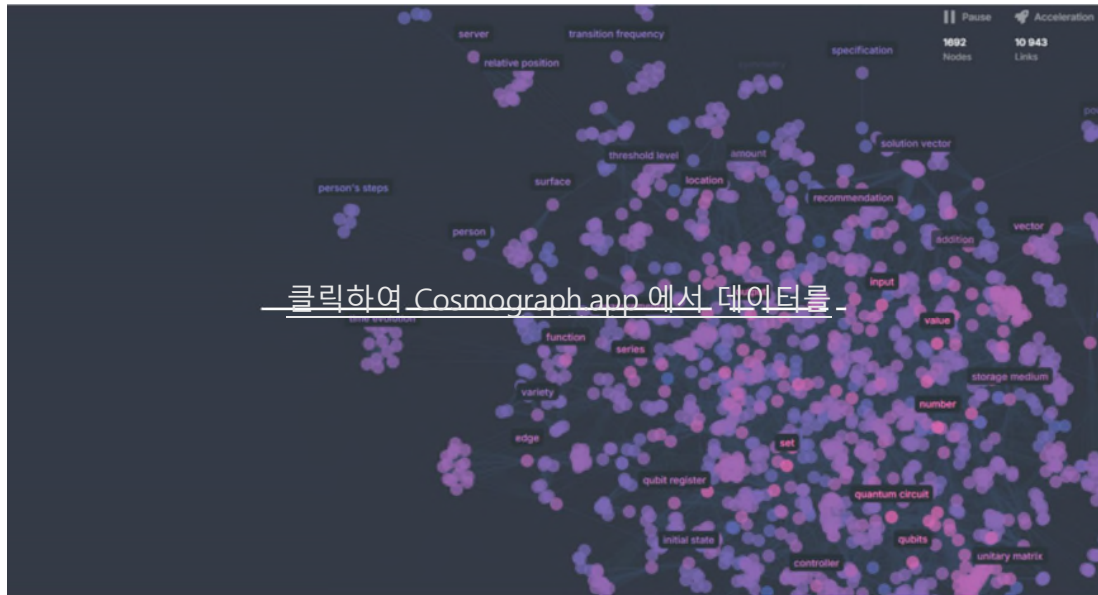 Pause Acceleration
1692 10 943
Nodes Links
server
transition frequency
specification
relative position
solution vector
threshold level
amount
location
surface
person's steps
recommendation
person
vector
addition
input
클릭하여 Cosmograph app 에서 데이터를
time evolution
value
function
series
storage medium
variety
number
edge
set
qubit register
quantum circuit
initial state
qubits
unitary matrix
controller